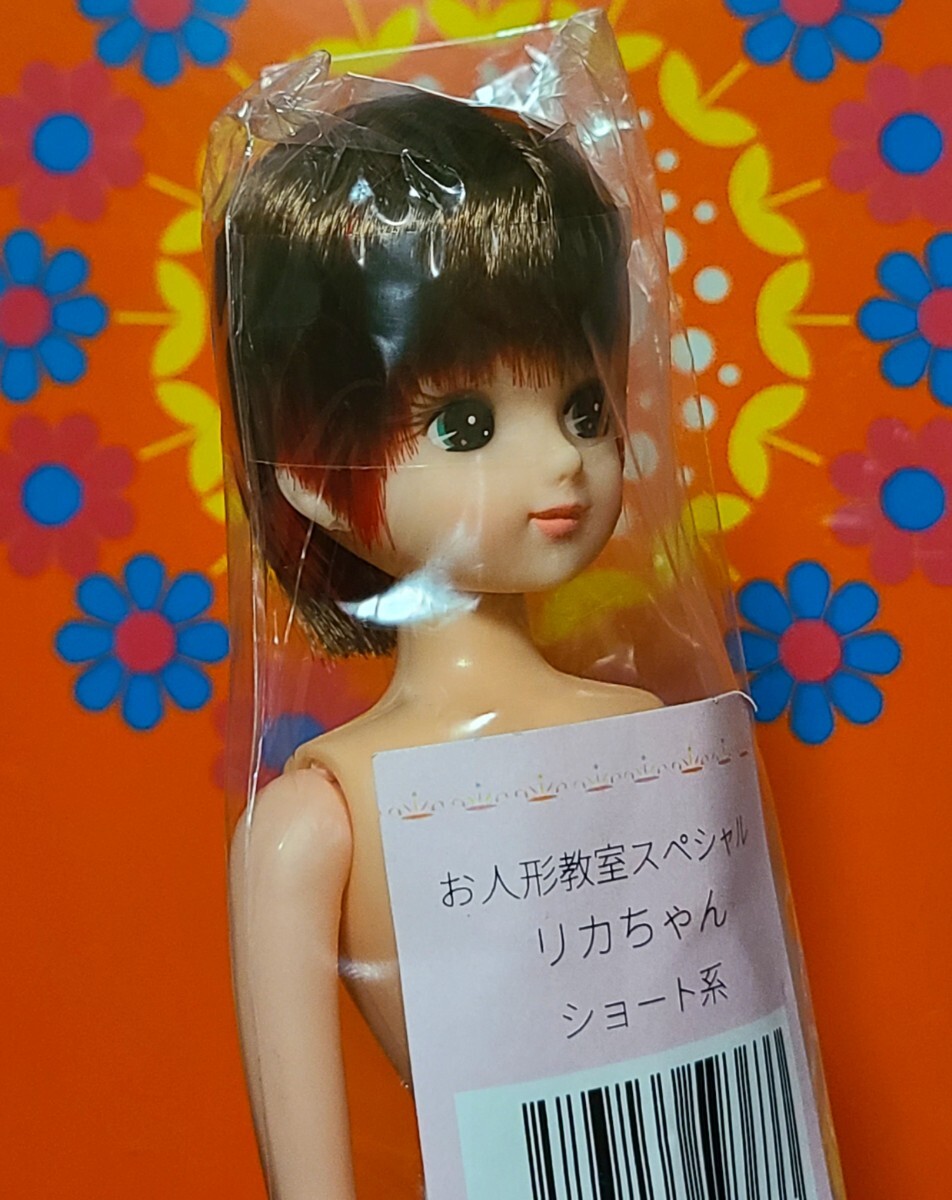 お人形教室スペシャル
リカちゃん
ショート系